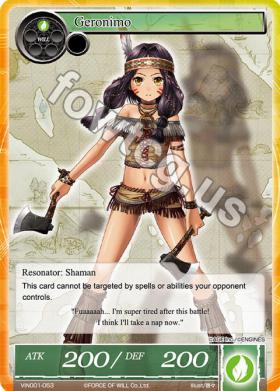 Geronimo
WILL
fowtcg.us
Resonator: Shaman
This card cannot be targeted by spells or abilities your opponent
controls.
"Fuaaaaah... I'm super tired after this battle!
I think I'll take a nap now."
ATK 200/ DEF 200
VIN001-053
©FORCE OF WILL Co.,Ltd.